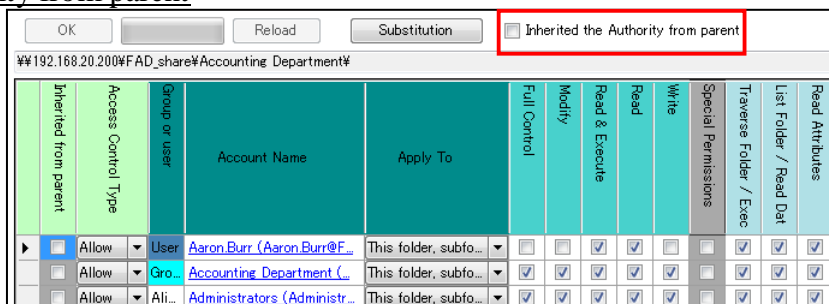 ity from parent
OK Reload Substitution Inherited the Authority from parent
¥¥192.168.20.200¥FAD_share¥Accounting Department¥
Inherited from parent Access Control Type Group or user Account Name Apply To Full Control Modify Read & Execute Read Write Special Permissions Traverse Folder / Exec List Folder / Read Dat Read Attributes
Allow User Aaron.Burr (Aaron.Burr@F... This folder, subfo...
Allow Gro... Accounting Department (... This folder, subfo...
Allow Ali... Administrators (Administr... This folder, subfo...